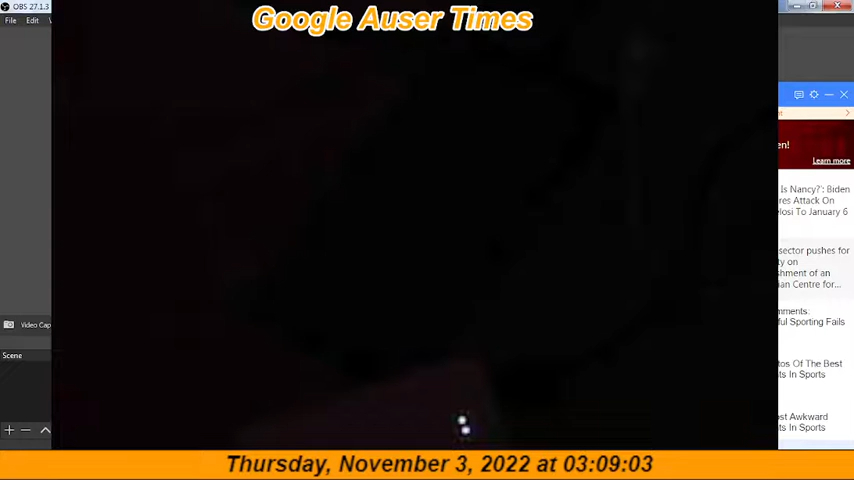 Google Auser Times
OBS 27.1.3
File Edit
en!
Learn more
Is Nancy?': Biden
res Attack On
losi To January 6
sector pushes for
ty on
shment of an
an Centre for...
mments:
ful Sporting Fails
tos Of The Best
ts In Sports
st Awkward
ts In Sports
Video Cap
Scene
Thursday, November 3, 2022 at 03:09:03